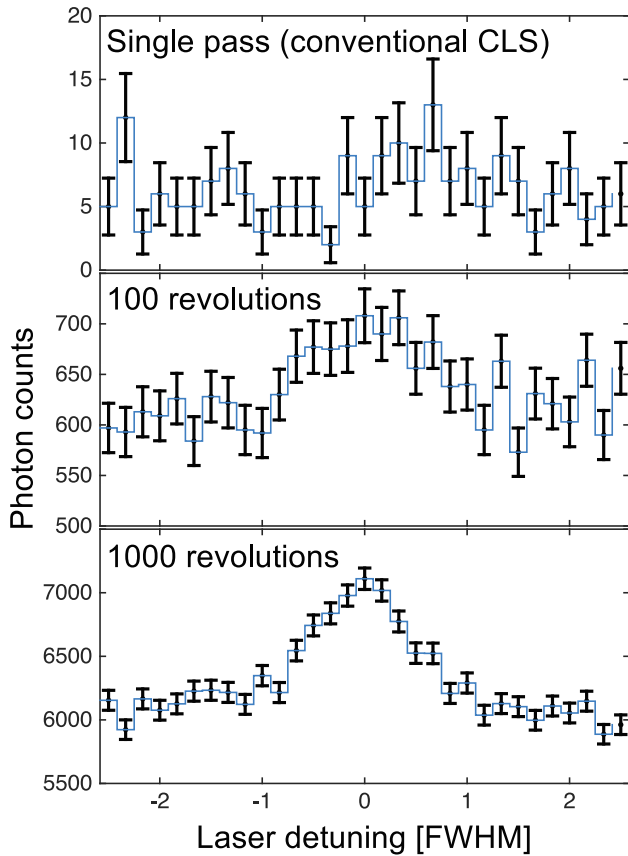 Single pass (conventional CLS)
20
15
10
5
0
100 revolutions
700
650
600
550
500
Photon counts
1000 revolutions
7000
6500
6000
5500
-2 -1 0 1 2
Laser detuning [FWHM]